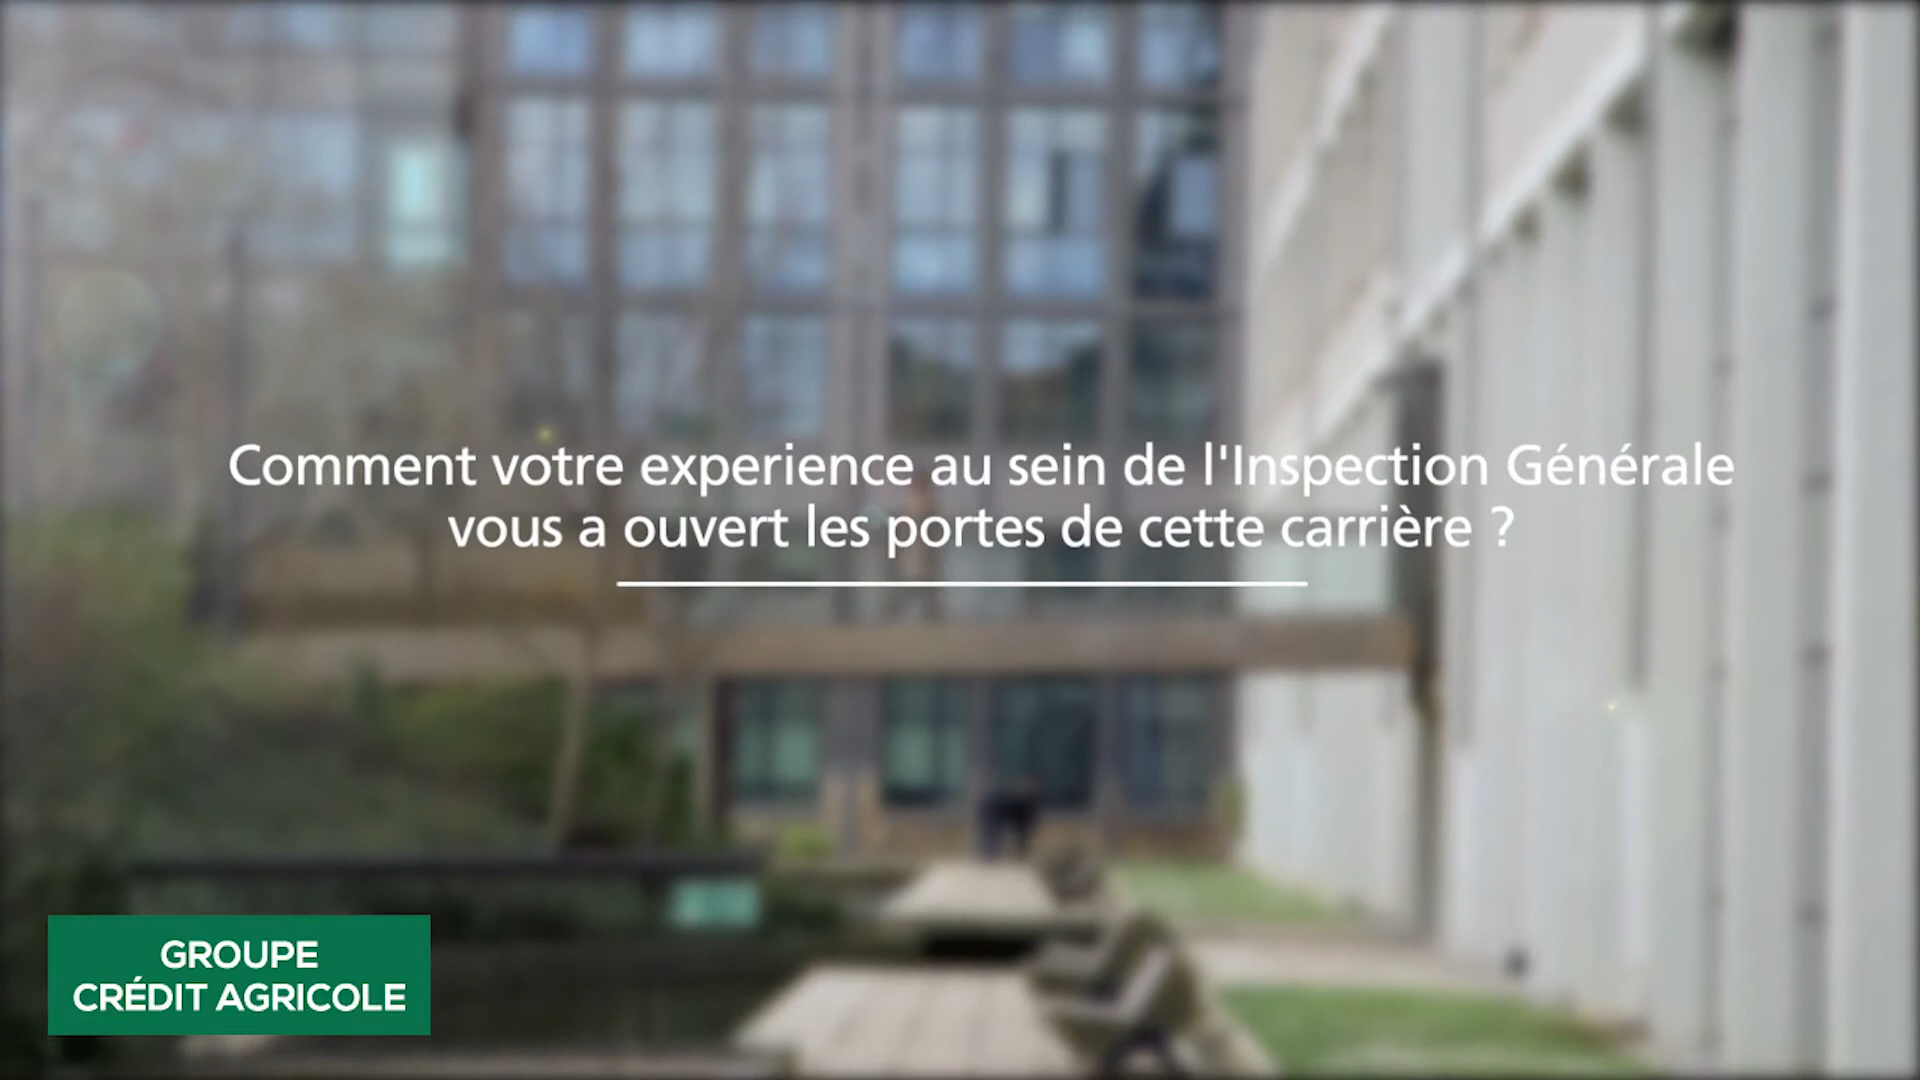 Comment votre experience au sein de l'Inspection Générale
vous a ouvert les portes de cette carrière ?
GROUPE
CRÉDIT AGRICOLE